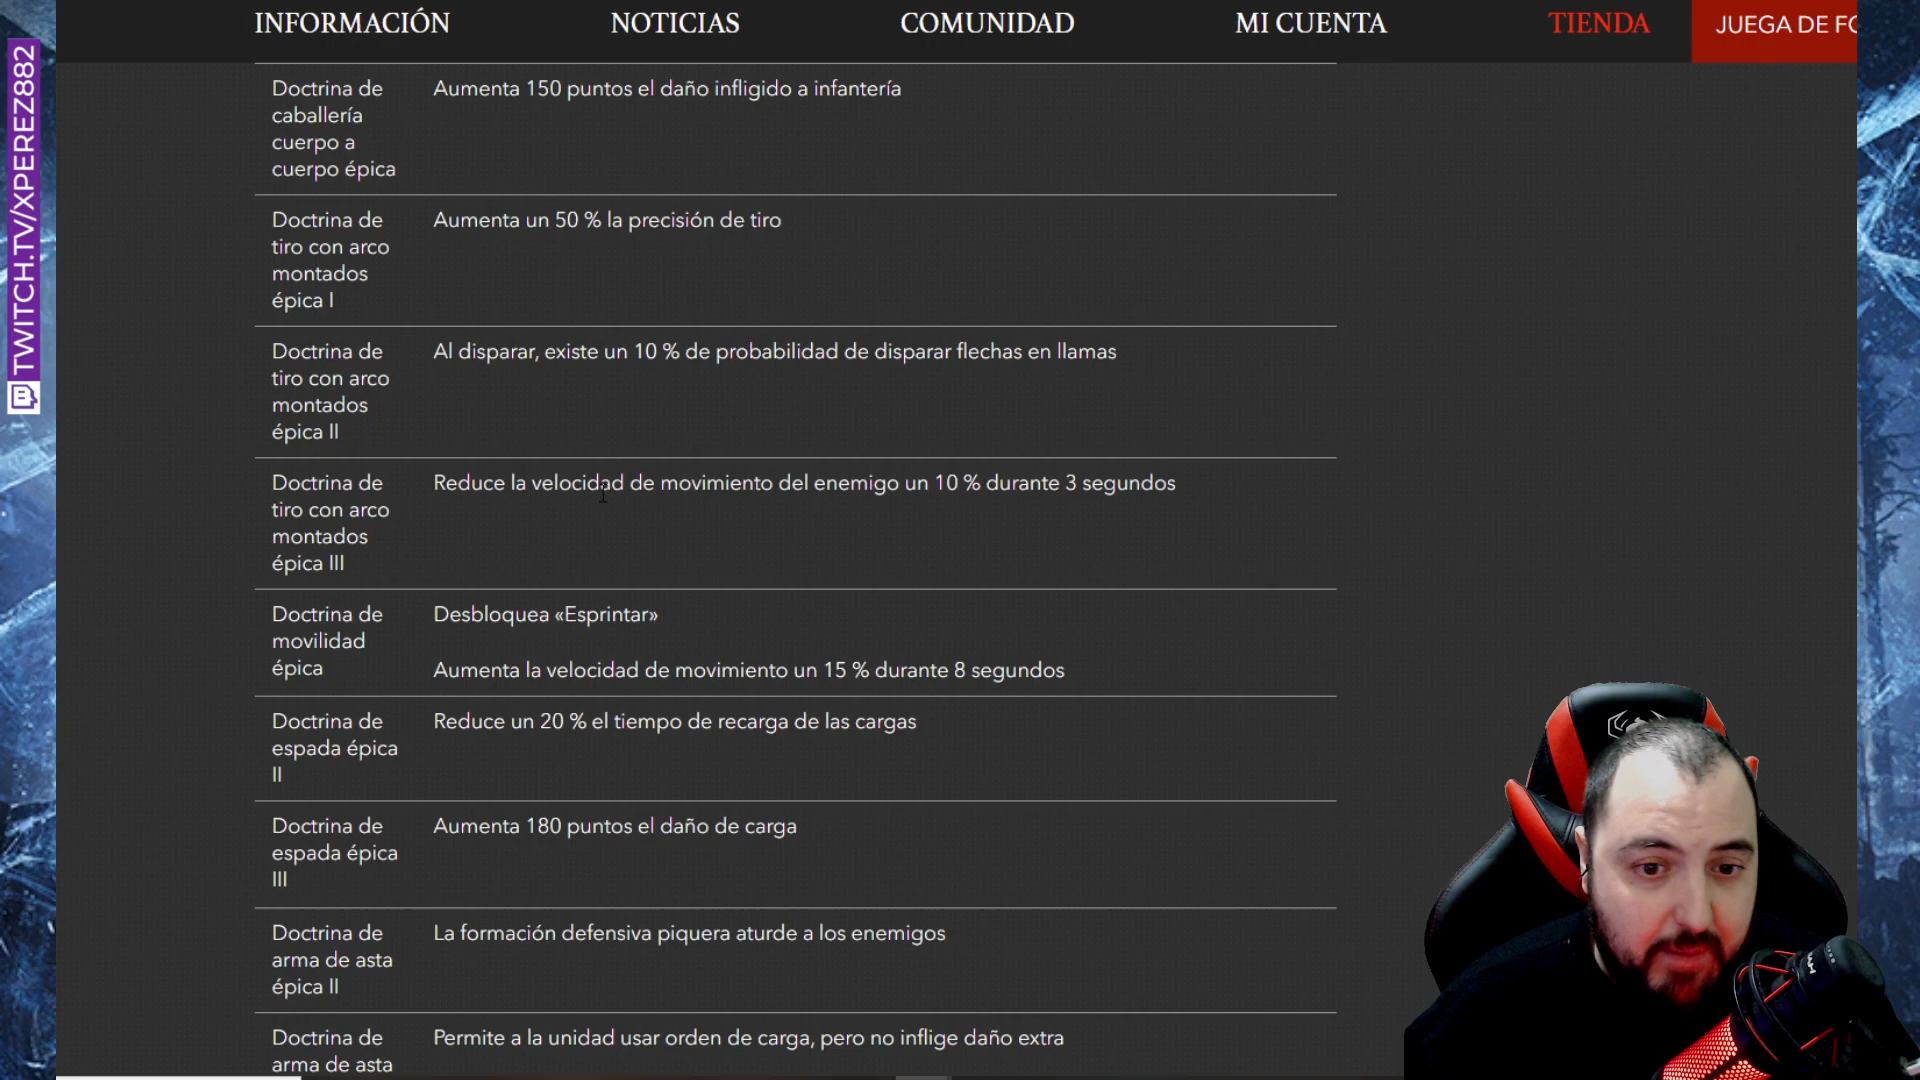 INFORMACIÓN
NOTICIAS
COMUNIDAD
MI CUENTA
TIENDA
JUEGA DE
TWITCH.TV/XPEREZ882
Doctrina de
caballería
cuerpo a
cuerpo épica
Aumenta 150 puntos el daño infligido a infantería
Doctrina de
tiro con arco
montados
épica I
Aumenta un 50 % la precisión de tiro
Doctrina de
tiro con arco
montados
épica II
Al disparar, existe un 10 % de probabilidad de disparar flechas en llamas
Doctrina de
tiro con arco
montados
épica III
Reduce la velocidad de movimiento del enemigo un 10 % durante 3 segundos
Doctrina de
movilidad
épica
Desbloquea «Esprintar»
Aumenta la velocidad de movimiento un 15 % durante 8 segundos
Doctrina de
espada épica
II
Reduce un 20 % el tiempo de recarga de las cargas
Doctrina de
espada épica
III
Aumenta 180 puntos el daño de carga
Doctrina de
arma de asta
épica II
La formación defensiva piquera aturde a los enemigos
Doctrina de
arma de asta
Permite a la unidad usar orden de carga, pero no inflige daño extra